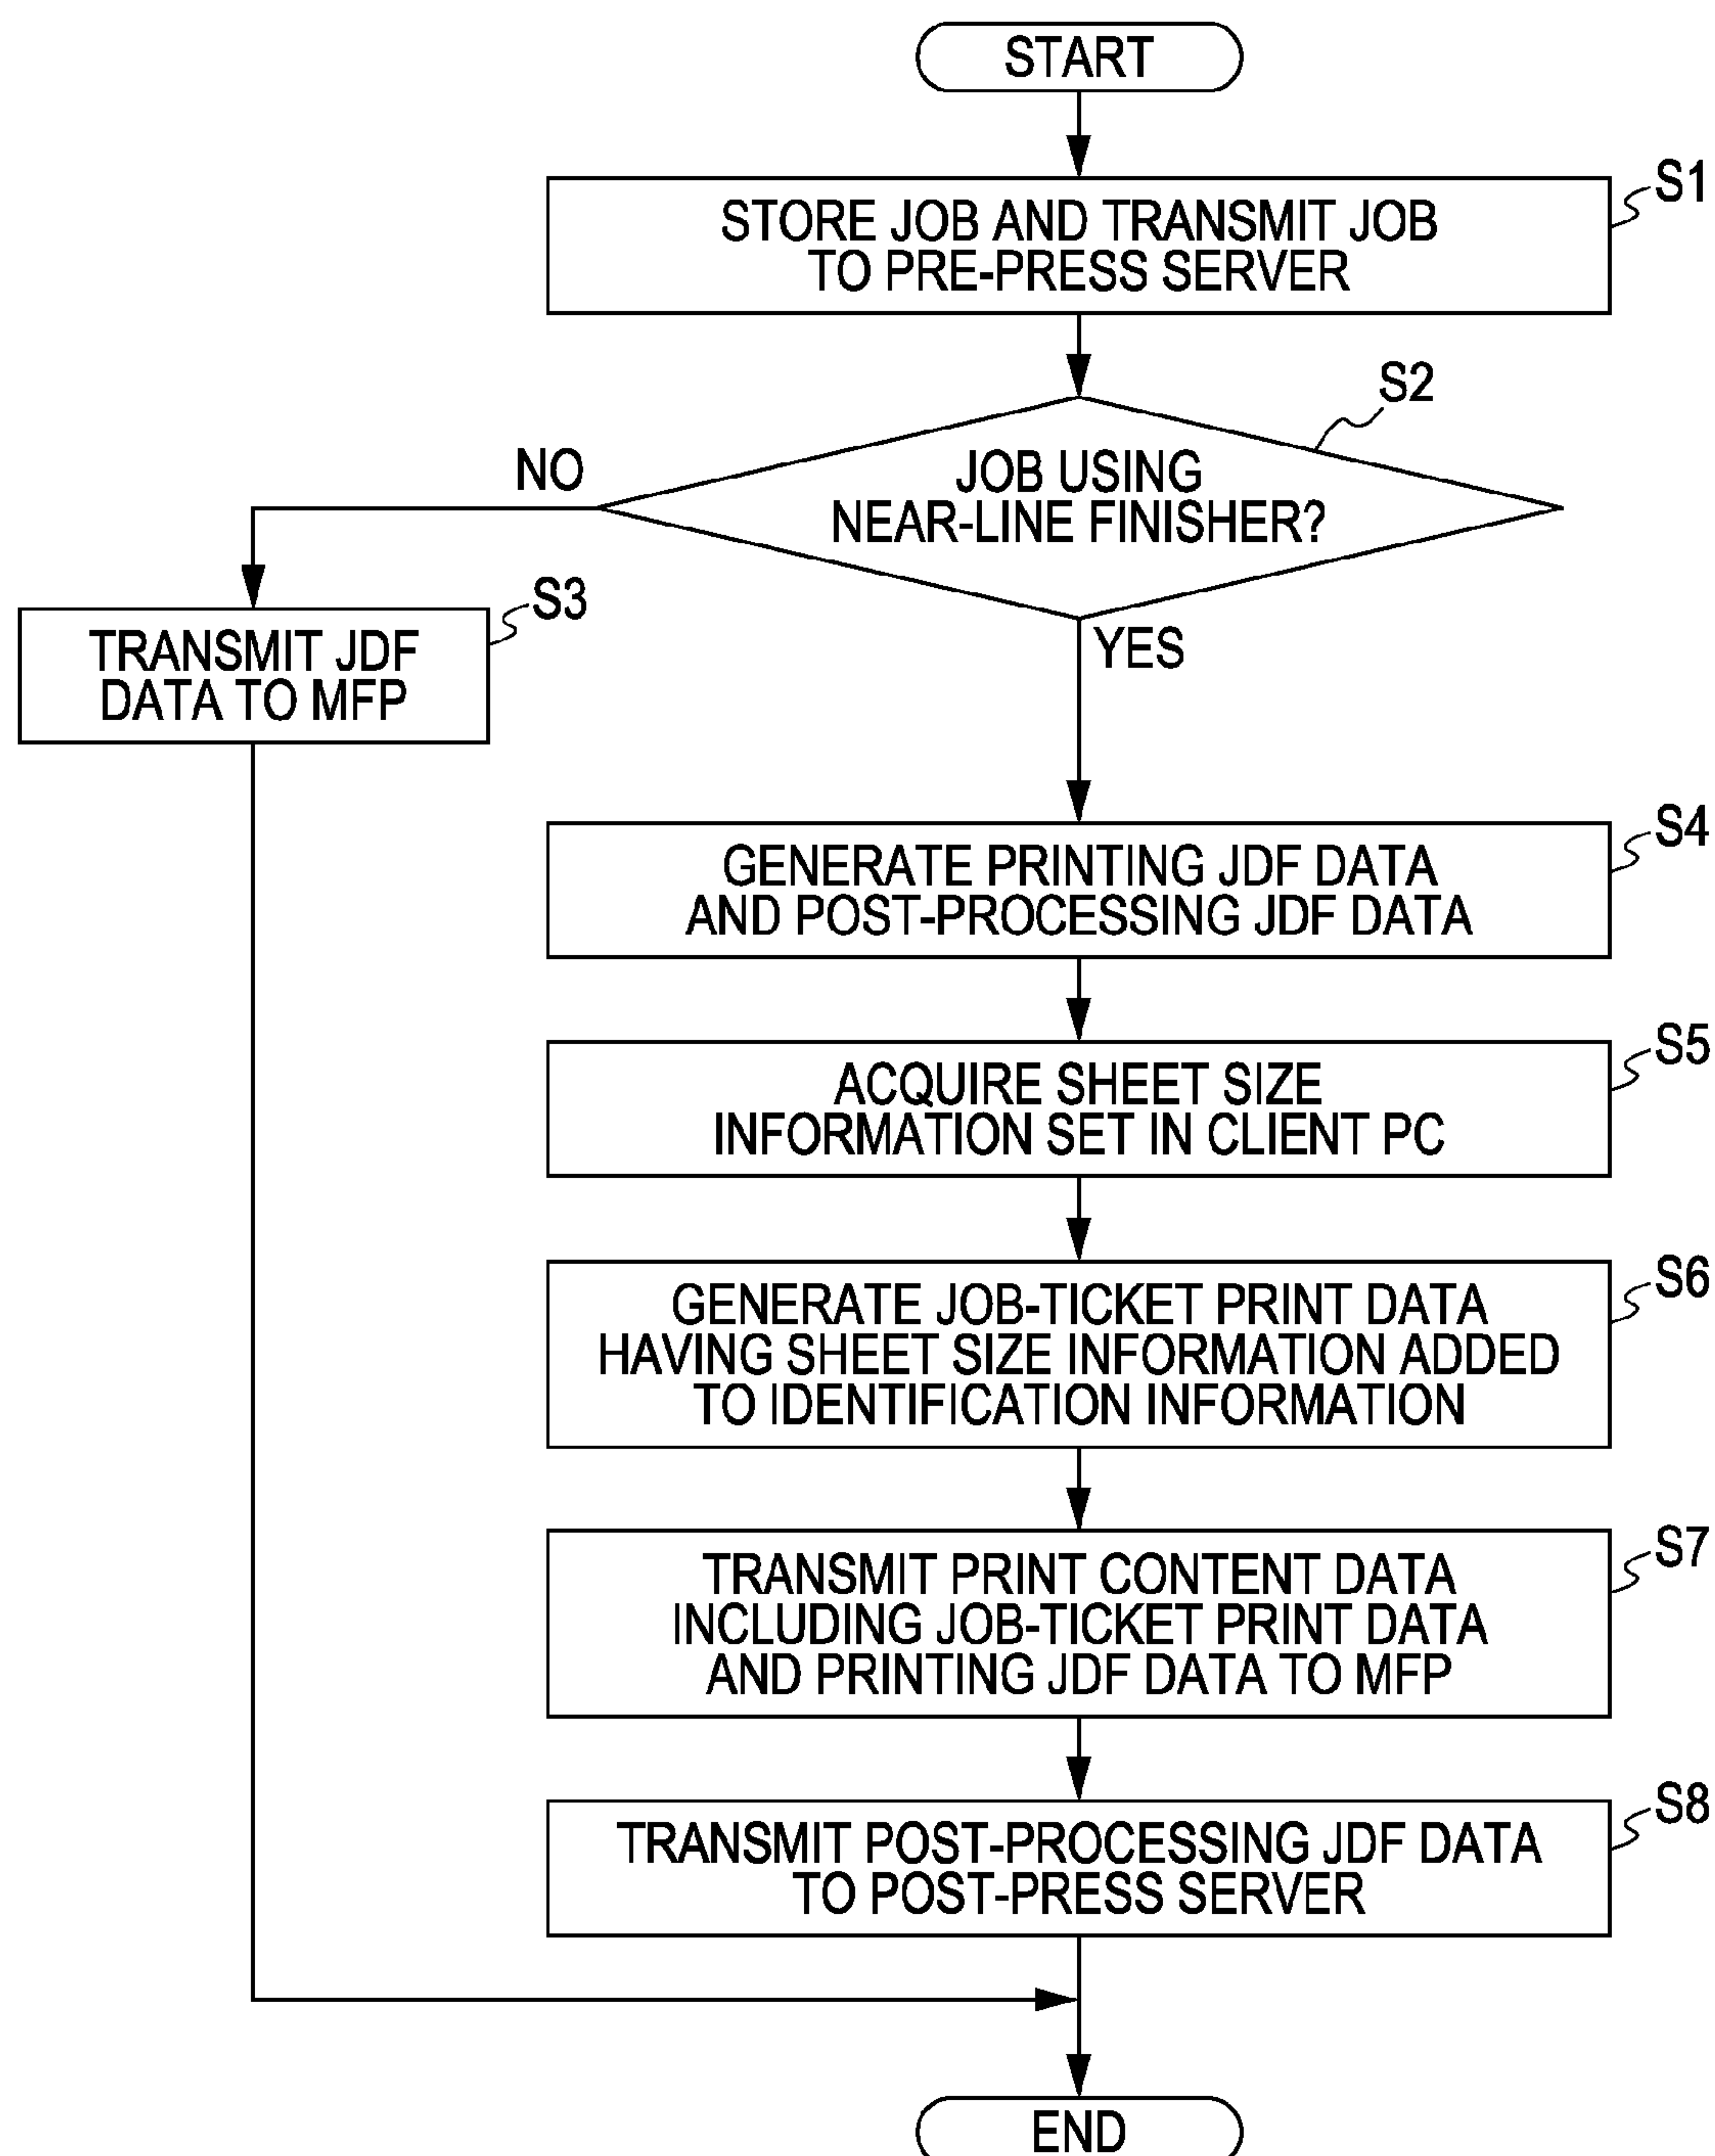 START
S1
STORE JOB AND TRANSMIT JOB
TO PRE-PRESS SERVER
S2
JOB USING
NEAR-LINE FINISHER?
NO
YES
S3
TRANSMIT JDF
DATA TO MFP
S4
GENERATE PRINTING JDF DATA
AND POST-PROCESSING JDF DATA
S5
ACQUIRE SHEET SIZE
INFORMATION SET IN CLIENT PC
S6
GENERATE JOB-TICKET PRINT DATA
HAVING SHEET SIZE INFORMATION ADDED
TO IDENTIFICATION INFORMATION
S7
TRANSMIT PRINT CONTENT DATA
INCLUDING JOB-TICKET PRINT DATA
AND PRINTING JDF DATA TO MFP
S8
TRANSMIT POST-PROCESSING JDF DATA
TO POST-PRESS SERVER
END